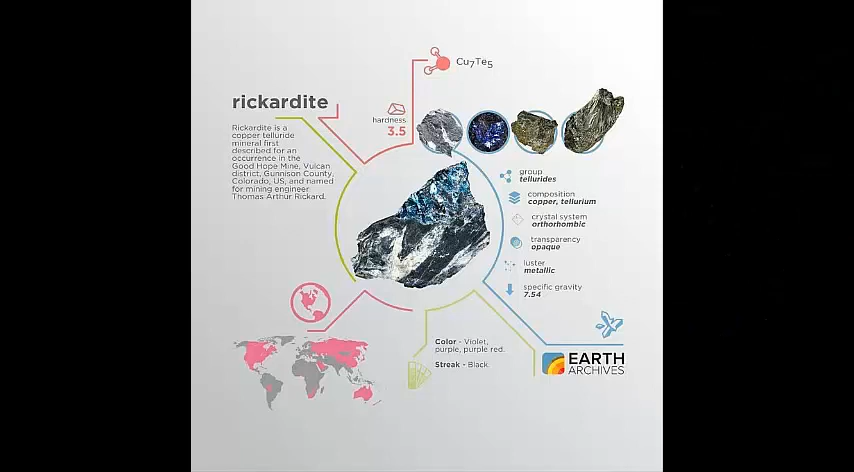 Cu7Te5
rickardite
hardness
3.5
Rickardite is a
copper telluride
mineral first
described for an
occurrence in the
Good Hope Mine, Vulcan
district, Gunnison County,
Colorado, US, and named
for mining engineer
Thomas Arthur Rickard.
group
tellurides
composition
copper, tellurium
crystal system
orthorhombic
transparency
opaque
luster
metallic
specific gravity
7.54
Color - Violet,
purple, purple red.
Streak - Black
EARTH
ARCHIVES